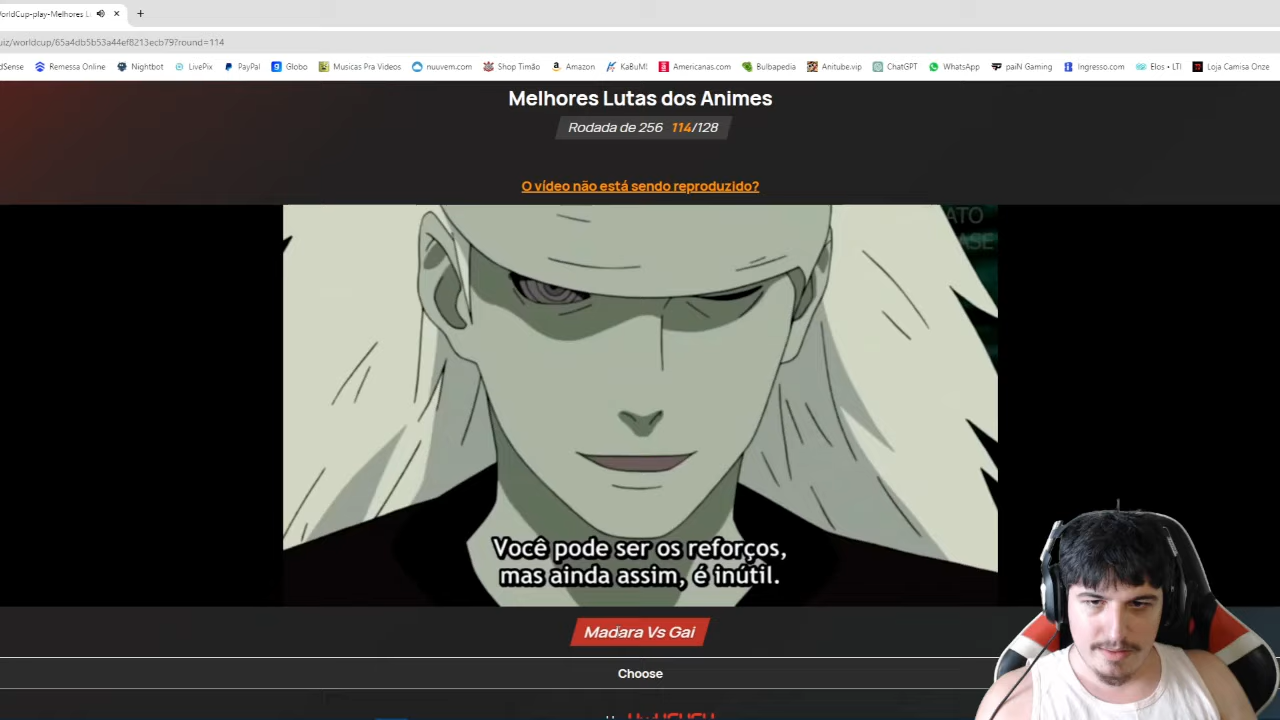 WorldCup-play-Melhores L
uiz/worldcup/65a4db5b53a44ef8213ecb79?round=114
dSense Remessa Online Nightbot LivePix PayPal Globo Musicas Pra Videos nuuvem.com Shop Timão Amazon KaBuM! Americanas.com Bulbapedia Anitube.vip ChatGPT WhatsApp paiN Gaming Ingresso.com Elos • LTI Loja Camisa Onze
Melhores Lutas dos Animes
Rodada de 256 114/128
O vídeo não está sendo reproduzido?
ATO
ASE
Você pode ser os reforços,
mas ainda assim, é inútil.
Madara Vs Gai
Choose